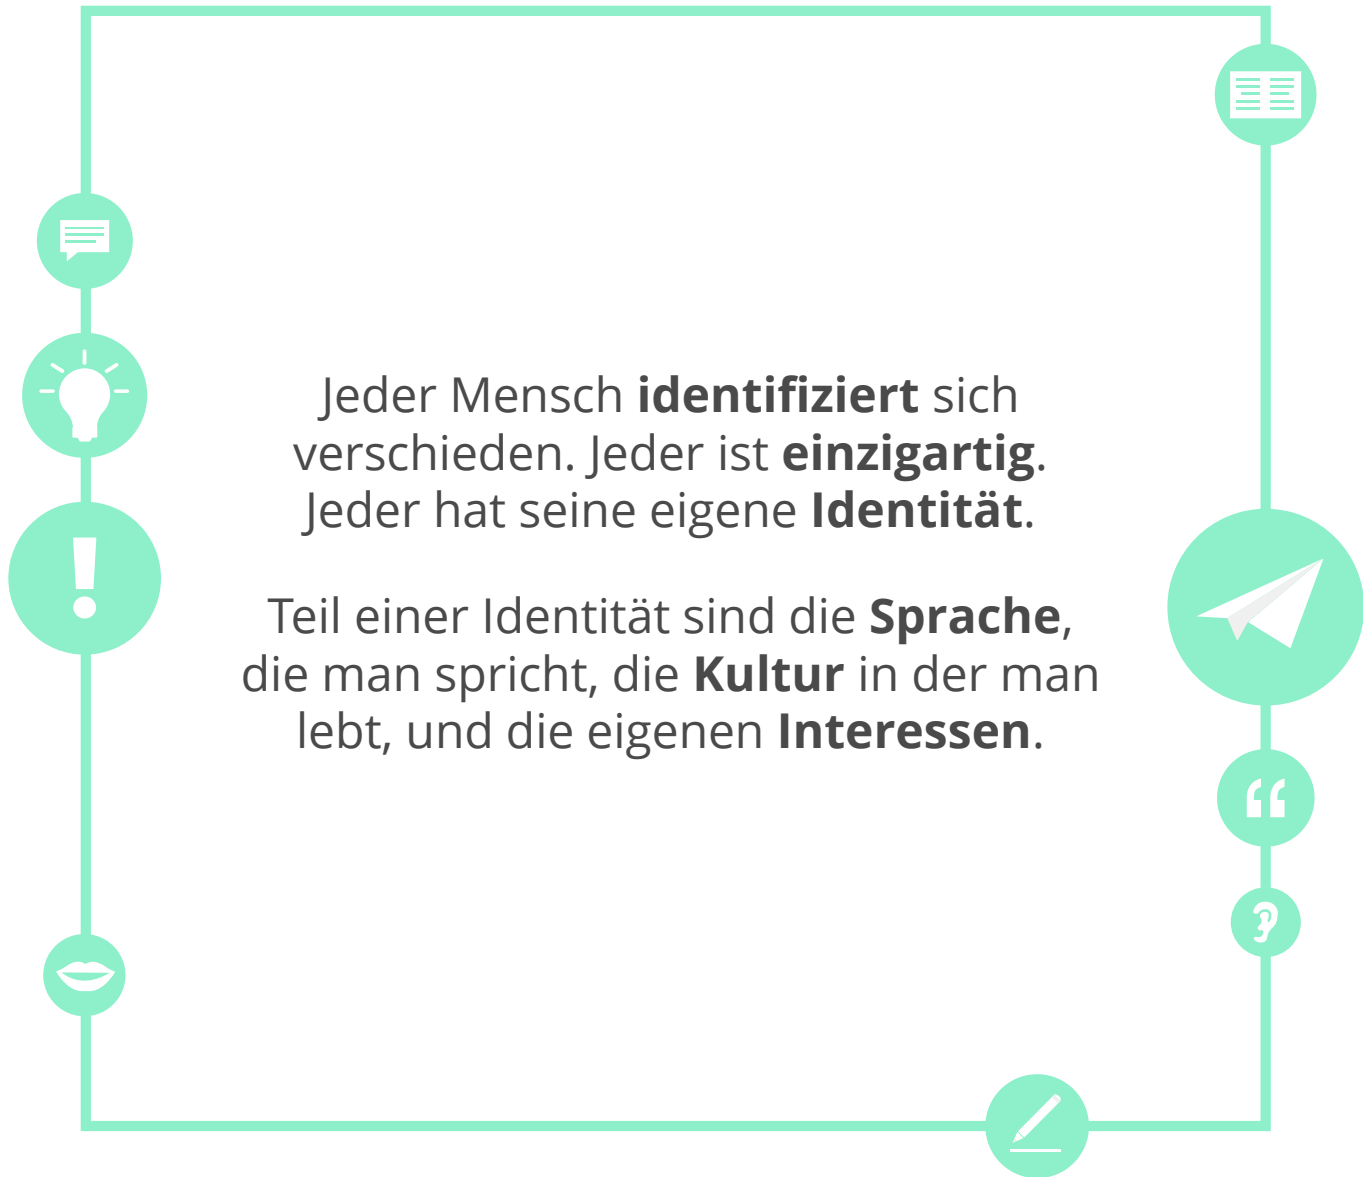 Jeder Mensch identifiziert sich
verschieden. Jeder ist einzigartig.
Jeder hat seine eigene Identität.
Teil einer Identität sind die Sprache,
die man spricht, die Kultur in der man
lebt, und die eigenen Interessen.